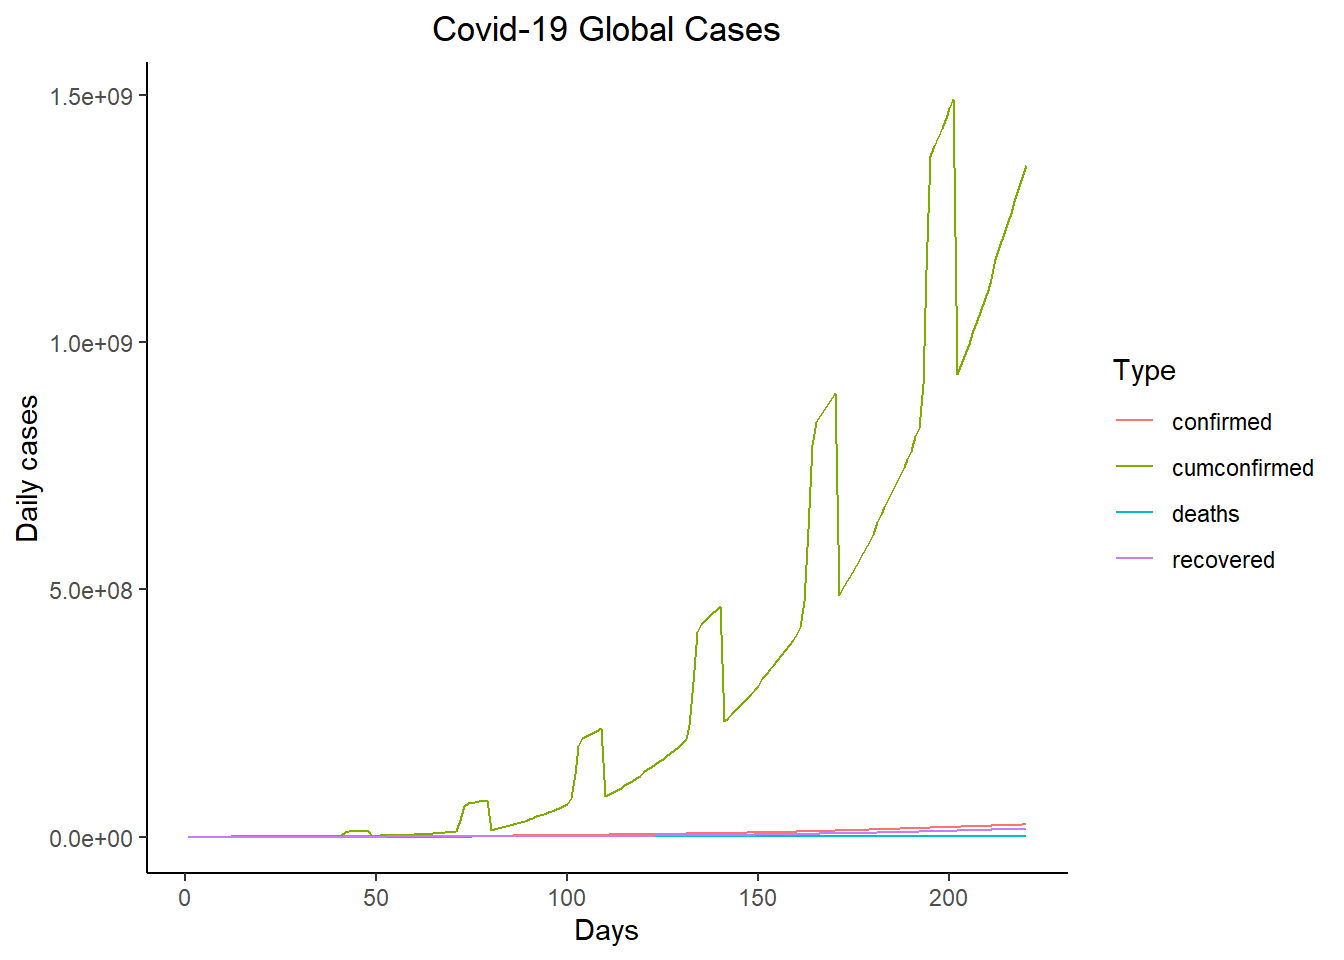 Covid-19 Global Cases
1.5e+09
1.0e+09
5.0e+08
0.0e+00
Daily cases
0 50 100 150 200
Days
Type
confirmed
cumconfirmed
deaths
recovered